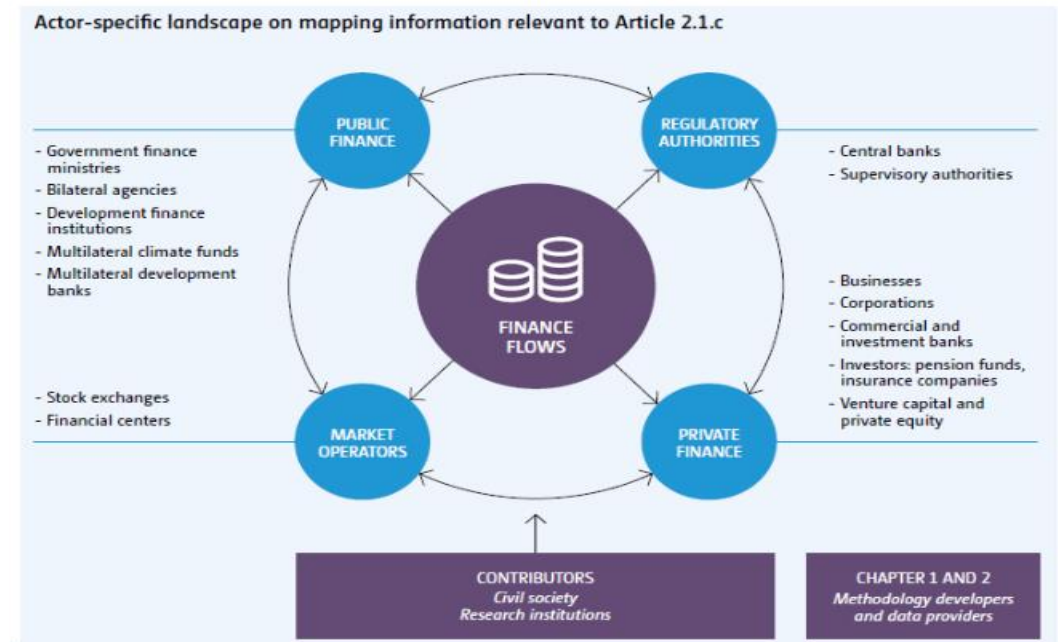 Actor-specific landscape on mapping information relevant to Article 2.1.c
PUBLIC
FINANCE
REGULATORY
AUTHORITIES
- Government finance
ministries
- Bilateral agencies
- Development finance
institutions
- Multilateral climate funds
- Multilateral development
banks
- Central banks
- Supervisory authorities
FINANCE
FLOWS
- Businesses
- Corporations
- Commercial and
investment banks
- Investors: pension funds,
insurance companies
- Venture capital and
private equity
- Stock exchanges
- Financial centers
MARKET
OPERATORS
PRIVATE
FINANCE
CONTRIBUTORS
Civil society
Research institutions
CHAPTER 1 AND 2
Methodology developers
and data providers